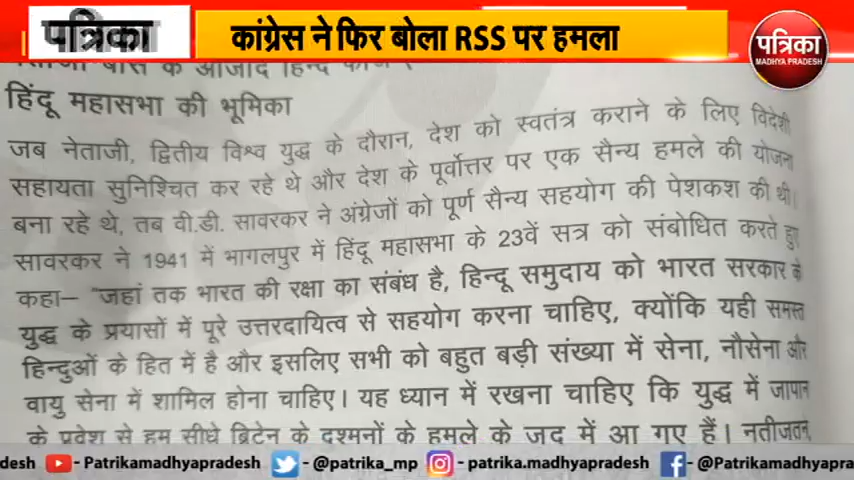 पत्रिका
कांग्रेस ने फिर बोला RSS पर हमला
पत्रिका
MADHYA PRADESH
के आजाद हिन्द
हिंदू महासभा की भूमिका
जब नेताजी, द्वितीय विश्व युद्ध के दौरान, देश को स्वतंत्र कराने के लिए विदेशी
सहायता सुनिश्चित कर रहे थे और देश के पूर्वोत्तर पर एक सैन्य हमले की योजना
बना रहे थे, तब वी.डी. सावरकर ने अंग्रेजों को पूर्ण सैन्य सहयोग की पेशकश की थी।
सावरकर ने 1941 में भागलपुर में हिंदू महासभा के 23वें सत्र को संबोधित करते हुए
कहा– "जहां तक भारत की रक्षा का संबंध है, हिन्दू समुदाय को भारत सरकार के
युद्ध के प्रयासों में पूरे उत्तरदायित्व से सहयोग करना चाहिए, क्योंकि यही समस्त
हिन्दुओं के हित में है और इसलिए सभी को बहुत बड़ी संख्या में सेना, नौसेना और
वायु सेना में शामिल होना चाहिए। यह ध्यान में रखना चाहिए कि युद्ध में जापान
के प्रवेश से हम सीधे ब्रिटेन के दुश्मनों के हमले के जद में आ गए हैं। नतीजतन,
desh - Patrikamadhyapradesh - @patrika_mp - patrika.madhyapradesh - @Patrikamadhyapra